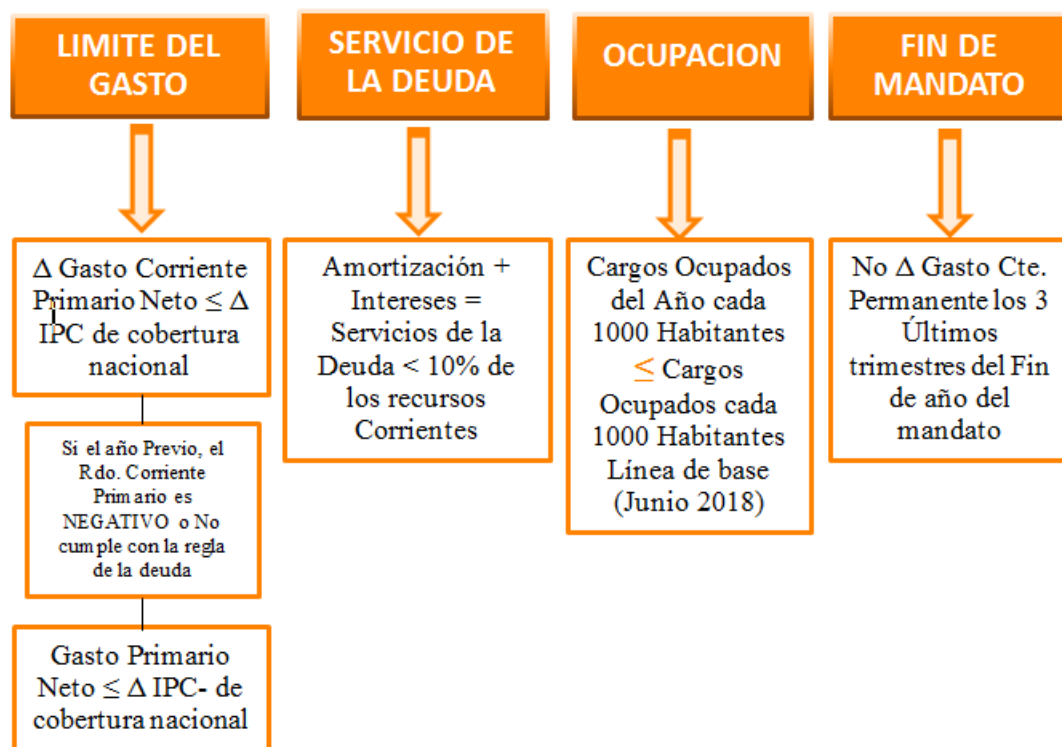 LIMITE DEL
GASTO
Δ Gasto Corriente
Primario Neto ≤ Δ
IPC de cobertura
nacional
Si el año Previo, el
Rdo. Corriente
Primario es
NEGATIVO o No
cumple con la regla
de la deuda
Gasto Primario
Neto ≤ Δ IPC- de
cobertura nacional
SERVICIO DE
LA DEUDA
Amortización +
Intereses =
Servicios de la
Deuda < 10% de
los recursos
Corrientes
OCUPACION
Cargos Ocupados
del Año cada
1000 Habitantes
≤ Cargos
Ocupados cada
1000 Habitantes
Línea de base
(Junio 2018)
FIN DE
MANDATO
No Δ Gasto Cte.
Permanente los 3
Últimos
trimestres del Fin
de año del
mandato